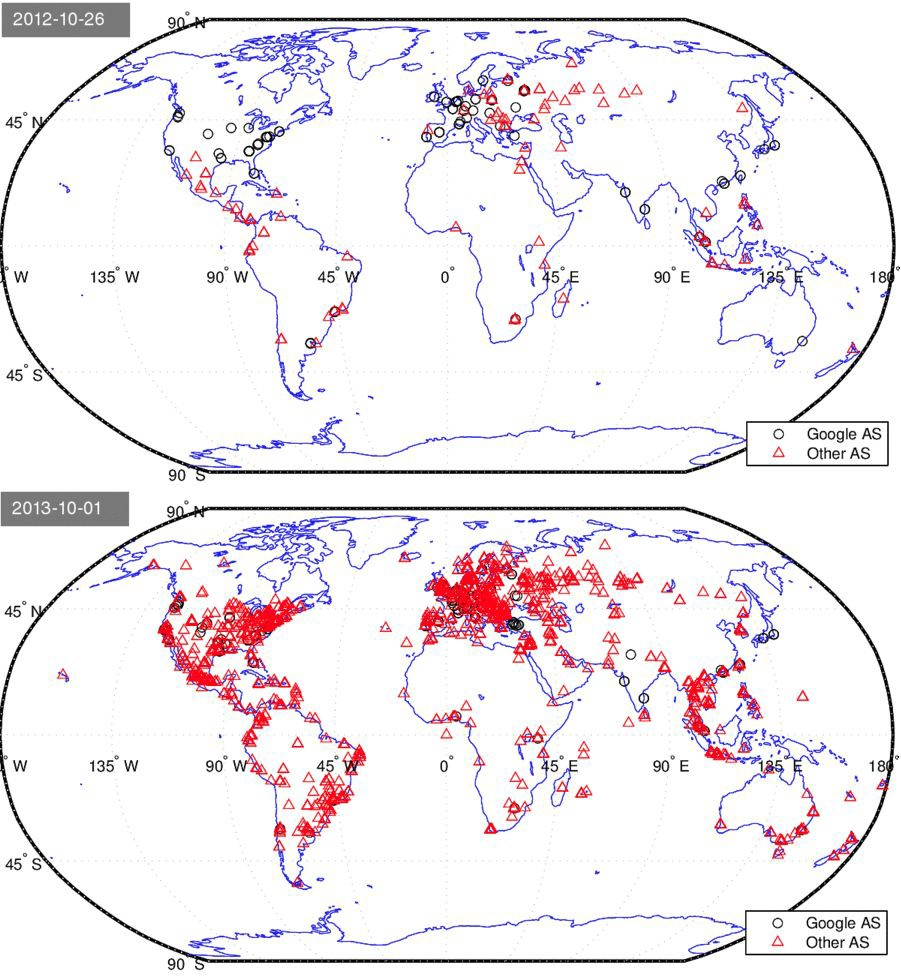 2012-10-26
90° N
45° N
° W
135° W
90° W
45° W
0°
45° E
90° E
135° E
180°
45° S
90° S
Google AS
Other AS
2013-10-01
90° N
45° N
° W
135° W
90° W
45° W
0°
45° E
90° E
135° E
180°
45° S
90° S
Google AS
Other AS